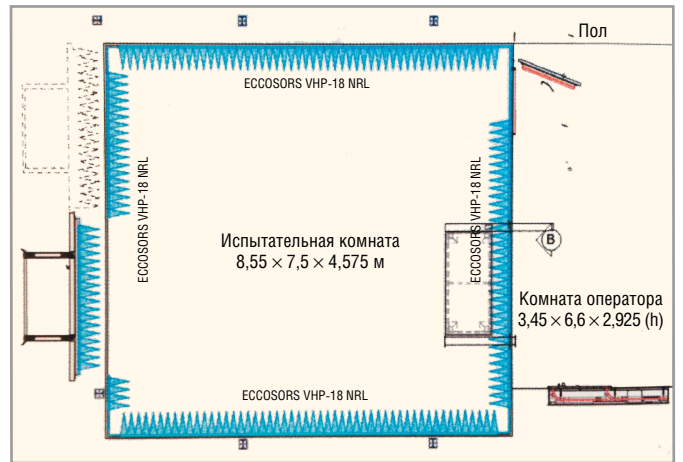 Пол
ECCOSORS VHP-18 NRL
ECCOSORS VHP-18 NRL
ECCOSORS VHP-18 NRL
Испытательная комната
8,55 × 7,5 × 4,575 м
B
Комната оператора
3,45 × 6,6 × 2,925 (h)
ECCOSORS VHP-18 NRL